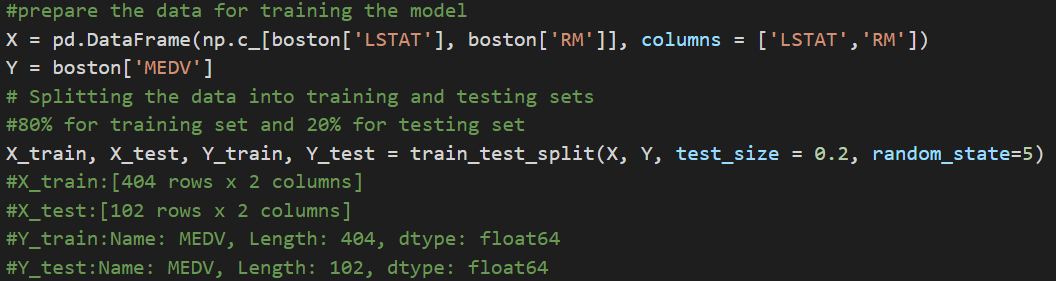 #prepare the data for training the model
X = pd.DataFrame(np.c_[boston['LSTAT'], boston['RM']], columns = ['LSTAT','RM'])
Y = boston['MEDV']
# Splitting the data into training and testing sets
#80% for training set and 20% for testing set
X_train, X_test, Y_train, Y_test = train_test_split(X, Y, test_size = 0.2, random_state=5)
#X_train:[404 rows x 2 columns]
#X_test:[102 rows x 2 columns]
#Y_train:Name: MEDV, Length: 404, dtype: float64
#Y_test:Name: MEDV, Length: 102, dtype: float64